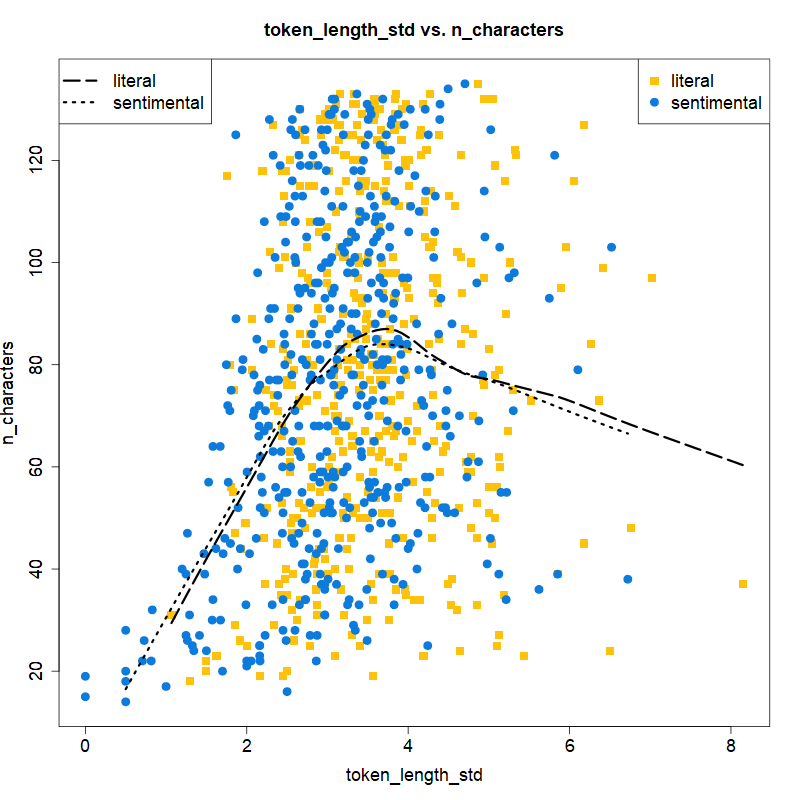 token_length_std vs. n_characters
literal
sentimental
literal
sentimental
n_characters
120
100
80
60
40
20
0 2 4 6 8
token_length_std